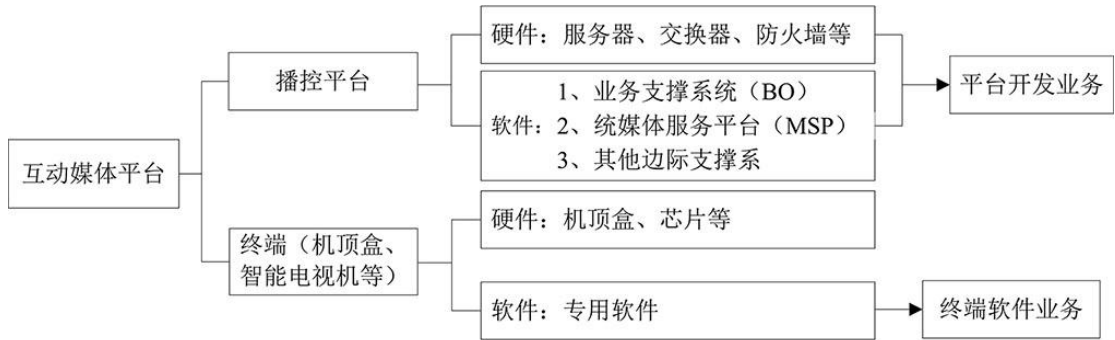 互动媒体平台
播控平台
硬件：服务器、交换器、防火墙等
软件：
1、业务支撑系统（BO）
2、统媒体服务平台（MSP）
3、其他边际支撑系
平台开发业务
终端（机顶盒、
智能电视机等）
硬件：机顶盒、芯片等
软件：专用软件
终端软件业务